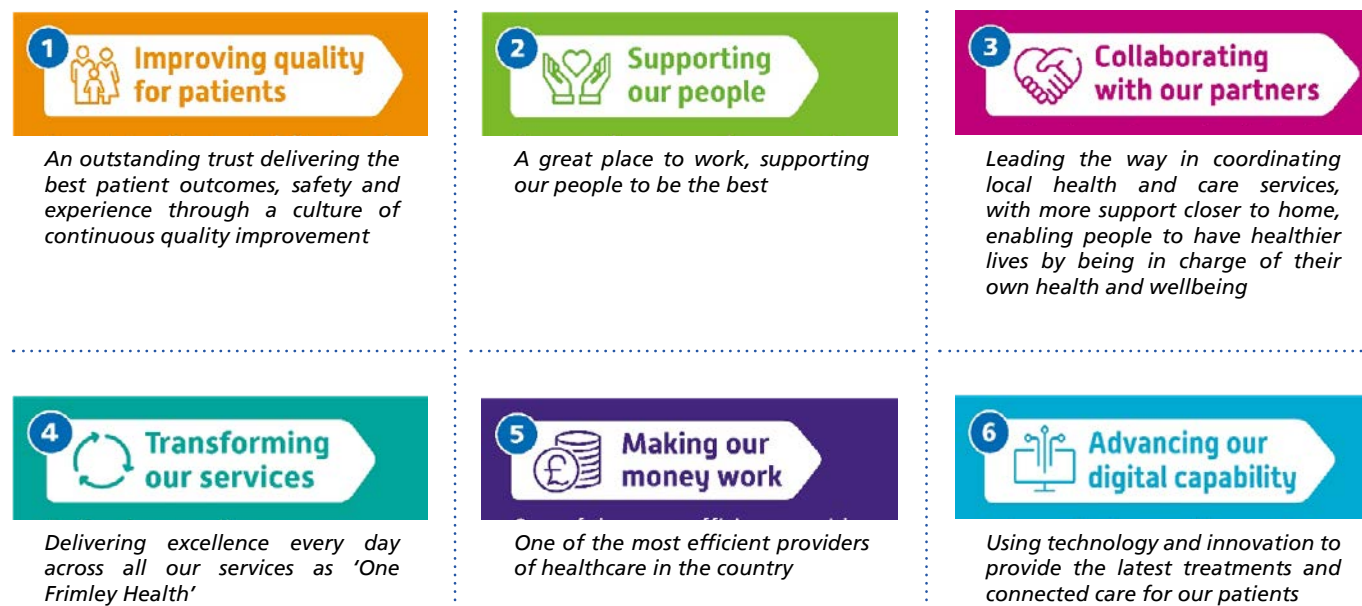 1
Improving quality
for patients
An outstanding trust delivering the
best patient outcomes, safety and
experience through a culture of
continuous quality improvement
2
Supporting
our people
A great place to work, supporting
our people to be the best
3
Collaborating
with our partners
Leading the way in coordinating
local health and care services,
with more support closer to home,
enabling people to have healthier
lives by being in charge of their
own health and wellbeing
4
Transforming
our services
Delivering excellence every day
across all our services as ‘One
Frimley Health’
5
£
Making our
money work
One of the most efficient providers
of healthcare in the country
6
Advancing our
digital capability
Using technology and innovation to
provide the latest treatments and
connected care for our patients